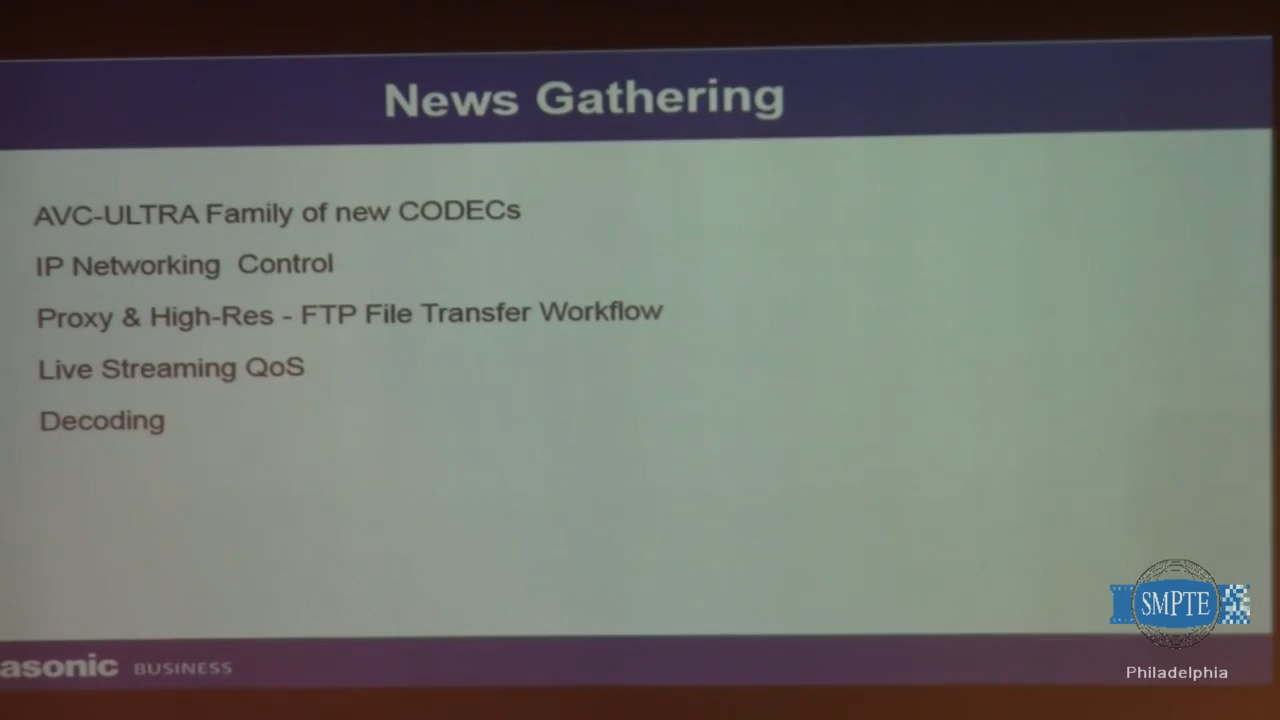 News Gathering
AVC-ULTRA Family of new CODECs
IP Networking Control
Proxy & High-Res - FTP File Transfer Workflow
Live Streaming QoS
Decoding
SMPTE
asonic BUSINESS
Philadelphia